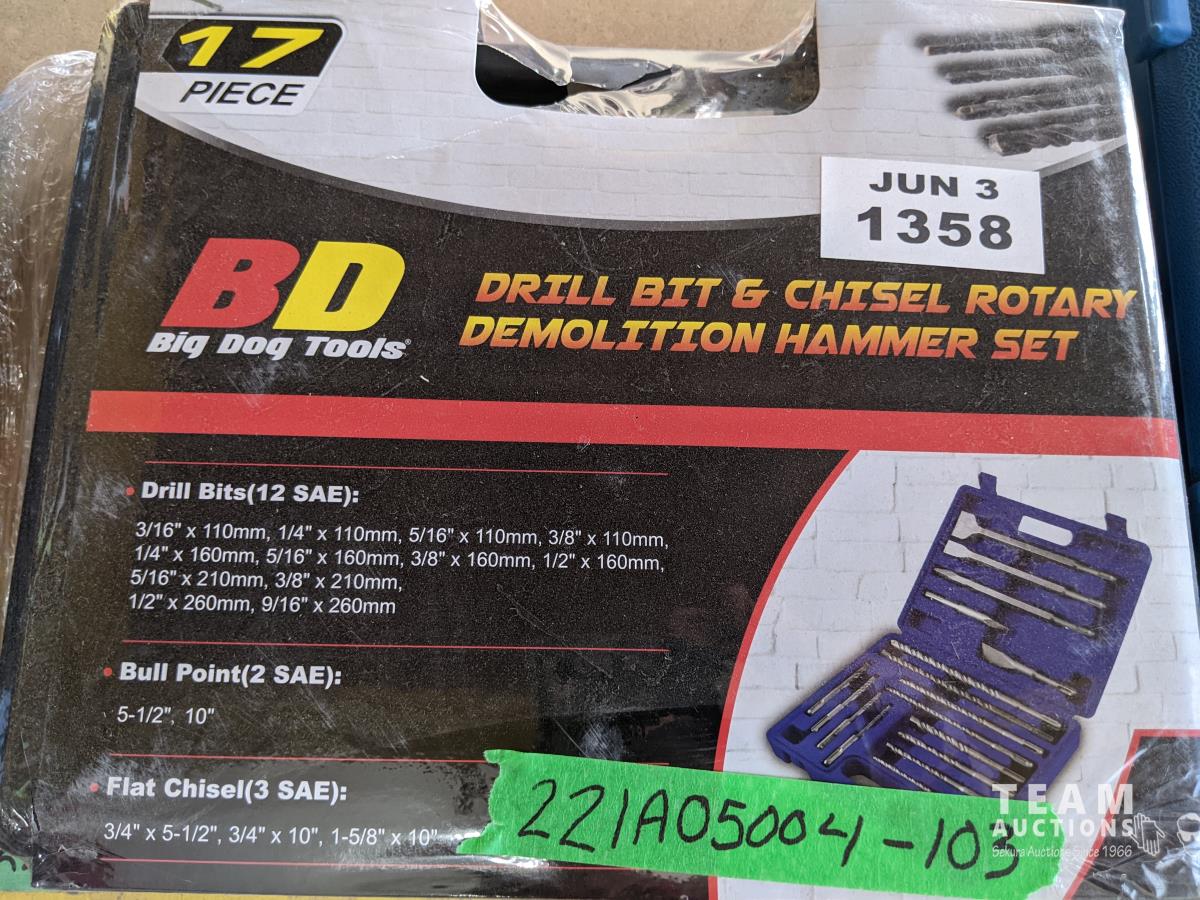 17
PIECE
JUN 3
1358
BD
Big Dog Tools®
DRILL BIT & CHISEL ROTARY
DEMOLITION HAMMER SET
• Drill Bits(12 SAE):
3/16" x 110mm, 1/4" x 110mm, 5/16" x 110mm, 3/8" x 110mm,
1/4" x 160mm, 5/16" x 160mm, 3/8" x 160mm, 1/2" x 160mm,
5/16" x 210mm, 3/8" x 210mm,
1/2" x 260mm, 9/16" x 260mm
• Bull Point(2 SAE):
5-1/2", 10"
• Flat Chisel(3 SAE):
3/4" x 5-1/2", 3/4" x 10", 1-5/8" x 10"
221A05004-103
TEAM
AUCTIONS
Sekura Auctions Since 1966